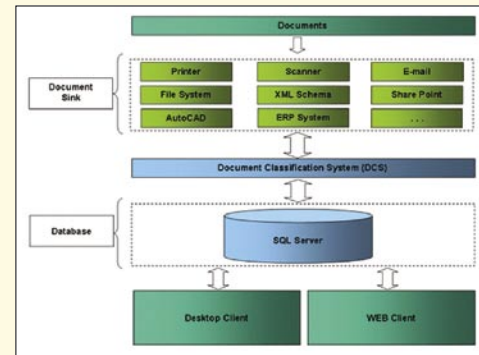 Documents
Document
Sink
Printer
Scanner
E-mail
File System
XML Schema
Share Point
AutoCAD
ERP System
. . .
Document Classification System (DCS)
Database
SQL Server
Desktop Client
WEB Client